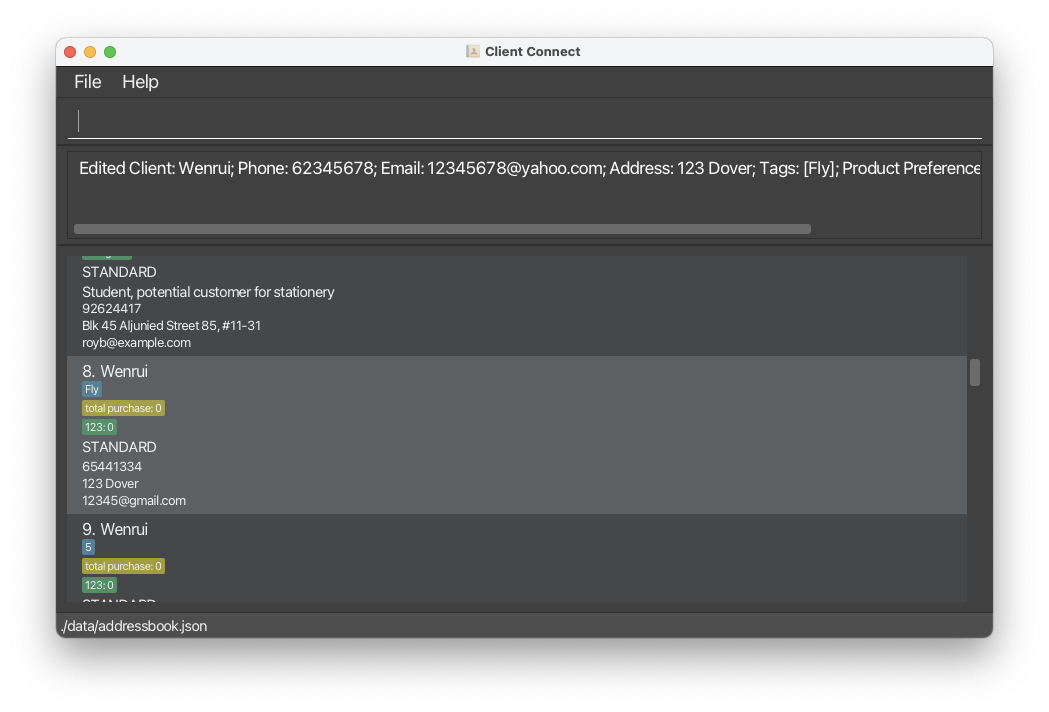 Client Connect
File Help
Edited Client: Wenrui; Phone: 62345678; Email: 12345678@yahoo.com; Address: 123 Dover; Tags: [Fly]; Product Preference
STANDARD
Student, potential customer for stationery
92624417
Blk 45 Aljunied Street 85, #11-31
royb@example.com
8. Wenrui
Fly
total purchase: 0
123: 0
STANDARD
65441334
123 Dover
12345@gmail.com
9. Wenrui
5
total purchase: 0
123: 0
STANDARD
./data/addressbook.json